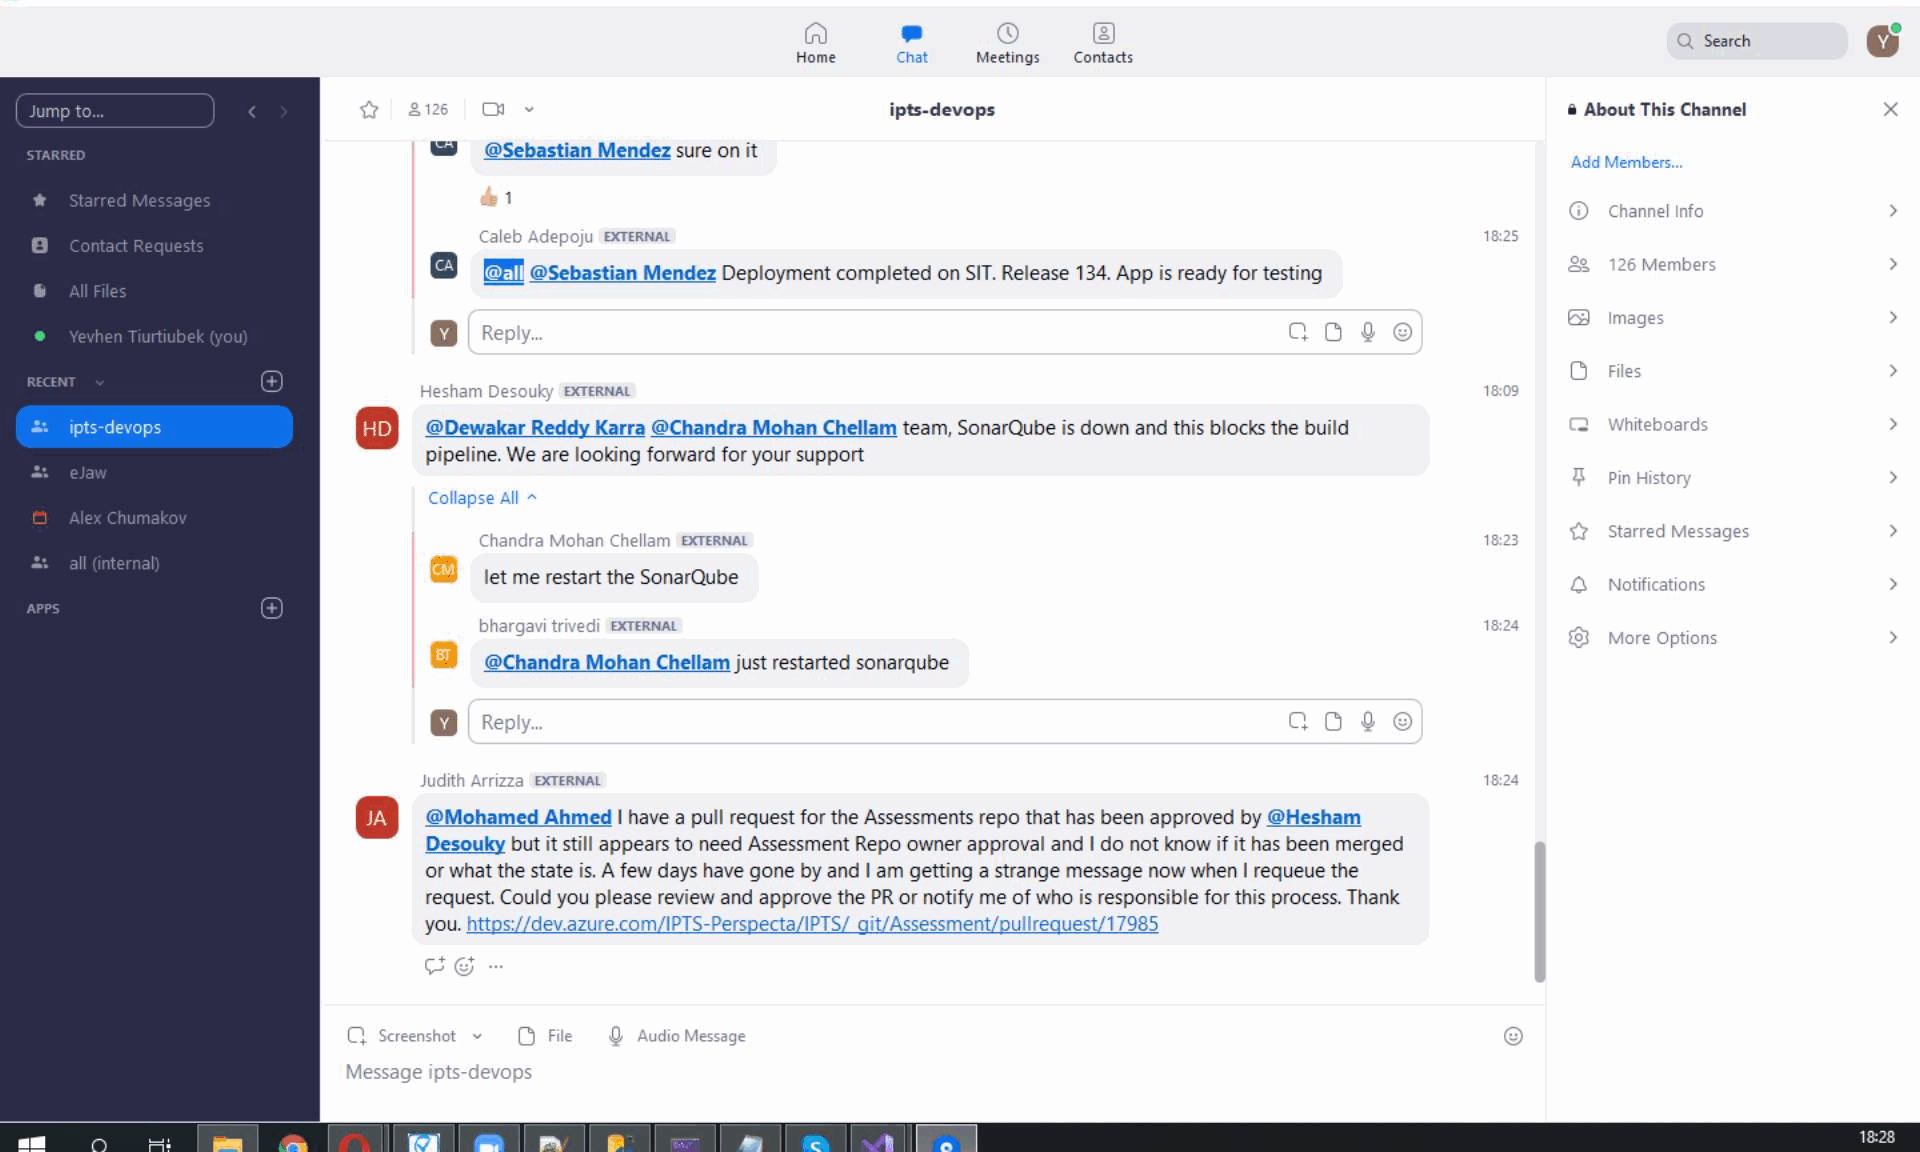 Home
Chat
Meetings
Contacts
Search
Y
Jump to...
STARRED
Starred Messages
Contact Requests
All Files
Yevhen Tiurtiubek (you)
RECENT
ipts-devops
eJaw
Alex Chumakov
all (internal)
APPS
126
ipts-devops
CA
@Sebastian Mendez sure on it
1
Caleb Adepoju EXTERNAL
18:25
CA
@all @Sebastian Mendez Deployment completed on SIT. Release 134. App is ready for testing
Y
Reply...
Hesham Desouky EXTERNAL
18:09
HD
@Dewakar Reddy Karra @Chandra Mohan Chellam team, SonarQube is down and this blocks the build
pipeline. We are looking forward for your support
Collapse All
Chandra Mohan Chellam EXTERNAL
18:23
CM
let me restart the SonarQube
bhargavi trivedi EXTERNAL
18:24
BT
@Chandra Mohan Chellam just restarted sonarqube
Y
Reply...
Judith Arrizza EXTERNAL
18:24
JA
@Mohamed Ahmed I have a pull request for the Assessments repo that has been approved by @Hesham
Desouky but it still appears to need Assessment Repo owner approval and I do not know if it has been merged
or what the state is. A few days have gone by and I am getting a strange message now when I requeue the
request. Could you please review and approve the PR or notify me of who is responsible for this process. Thank
you. https://dev.azure.com/IPTS-Perspecta/IPTS/_git/Assessment/pullrequest/17985
Screenshot
File
Audio Message
Message ipts-devops
About This Channel
Add Members...
Channel Info
126 Members
Images
Files
Whiteboards
Pin History
Starred Messages
Notifications
More Options
18:28